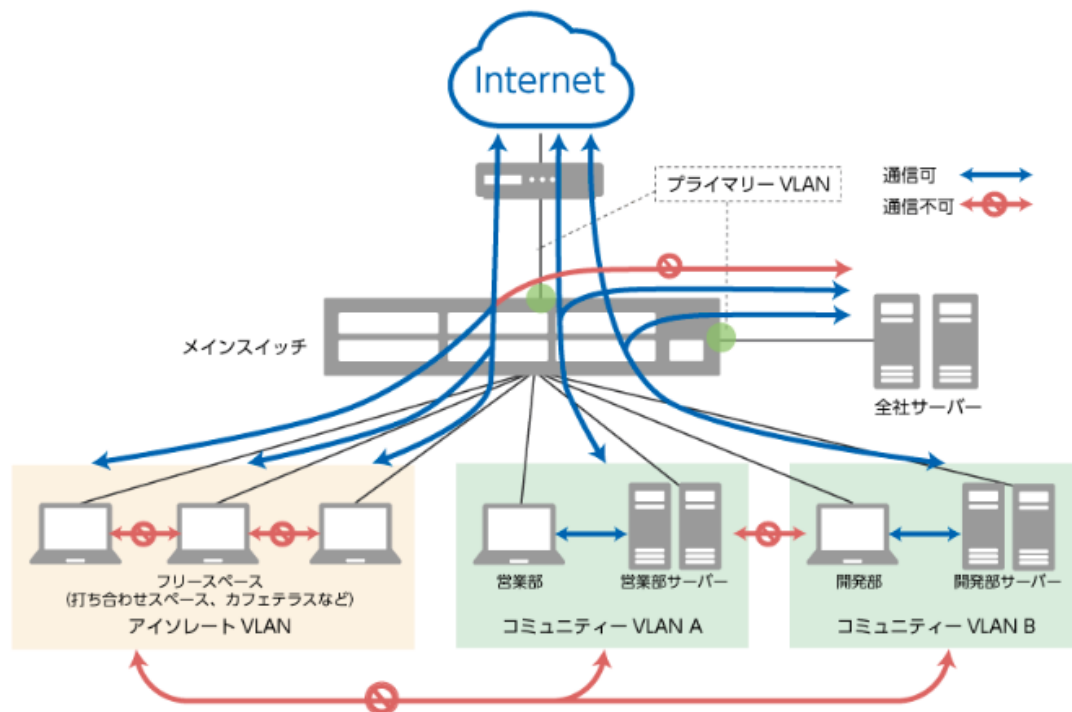 Internet
プライマリー VLAN
通信可
通信不可
メインスイッチ
全社サーバー
フリースペース
(打ち合わせスペース、カフェテラスなど)
アイソレート VLAN
営業部
営業部サーバー
コミュニティー VLAN A
開発部
開発部サーバー
コミュニティー VLAN B